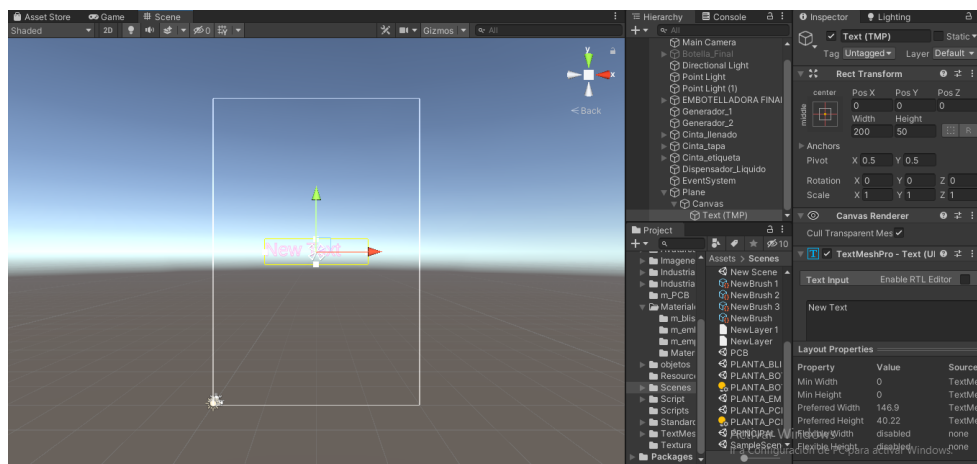 Asset Store Game Scene
Shaded 2D 0 Gizmos All
y
x
Back
New Text
Hierarchy Console
All
Main Camera
Botella_Final
Directional Light
Point Light
Point Light (1)
EMBOTELLADORA FINAL
Generador_1
Generador_2
Cinta_llenado
Cinta_tapa
Cinta_etiqueta
Dispensador_Liquido
EventSystem
Plane
Canvas
Text (TMP)
Project
10
Imagene
Industria
Industria
m_PCB
Materiale
m_blis
m_eml
m_emp
Mater
objetos
Resource
Scenes
Script
Scripts
Standard
TextMes
Textura
Packages
Assets > Scenes
New Scene
NewBrush 1
NewBrush 2
NewBrush 3
NewBrush
NewLayer 1
NewLayer
PCB
PLANTA_BLI
PLANTA_BO
PLANTA_BO
PLANTA_EM
PLANTA_PCI
PLANTA_PCI
PRINCIPAL
SampleScen
Inspector Lighting
Text (TMP) Static
Tag Untagged Layer Default
Rect Transform
center Pos X Pos Y Pos Z
middle 0 0 0
Width Height
200 50 R
Anchors
Pivot X 0.5 Y 0.5
Rotation X 0 Y 0 Z 0
Scale X 1 Y 1 Z 1
Canvas Renderer
Cull Transparent Mes
TextMeshPro - Text (UI
Text Input Enable RTL Editor
New Text
Layout Properties
Property Value Source
Min Width 0 TextMe
Min Height 0 TextMe
Preferred Width 146.9 TextMe
Preferred Height 40.22 TextMe
Flexible Width disabled none
Flexible Height disabled none
Activar Windows
Ir a Configuración de PC para activar Windows.